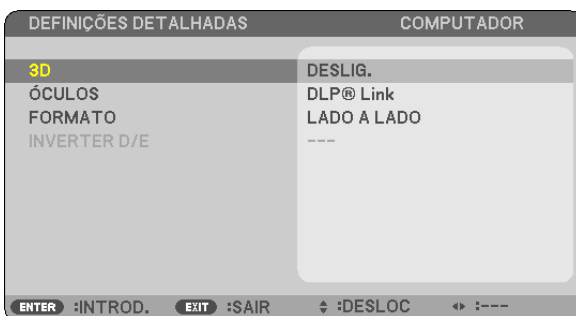 DEFINIÇÕES DETALHADAS COMPUTADOR
3D DESLIG.
ÓCULOS DLP® Link
FORMATO LADO A LADO
INVERTER D/E ---
ENTER :INTROD. EXIT :SAIR :DESLOC :---